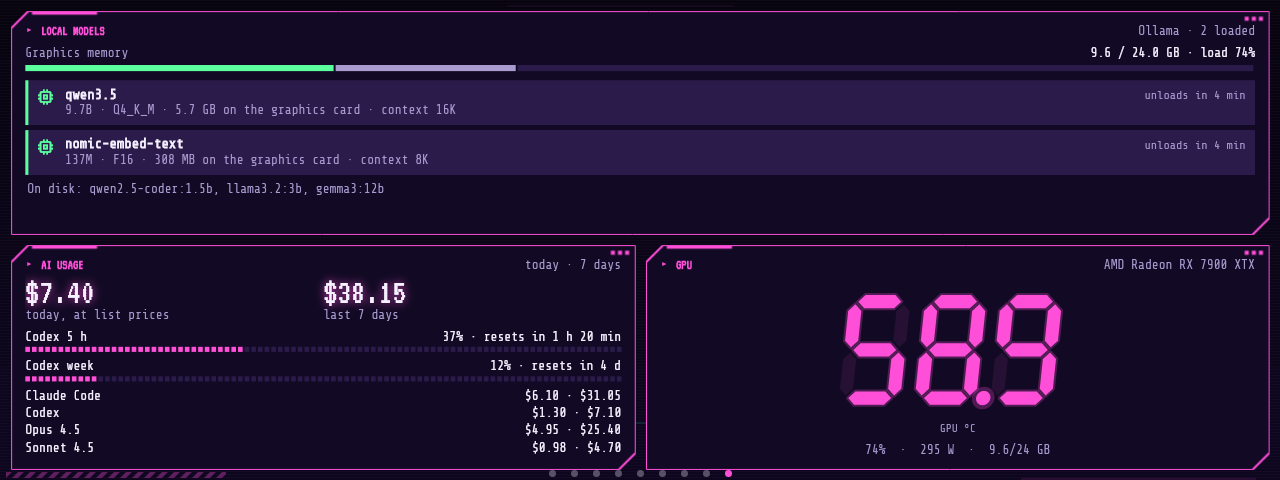 LOCAL MODELS
Ollama · 2 loaded
Graphics memory
9.6 / 24.0 GB · load 74%
qwen3.5
unloads in 4 min
9.7B · Q4_K_M · 5.7 GB on the graphics card · context 16K
nomic-embed-text
unloads in 4 min
137M · F16 · 308 MB on the graphics card · context 8K
On disk: qwen2.5-coder:1.5b, llama3.2:3b, gemma3:12b
AI USAGE
today · 7 days
$7.40
$38.15
today, at list prices
last 7 days
Codex 5 h
37% · resets in 1 h 20 min
Codex week
12% · resets in 4 d
Claude Code
$6.10 · $31.05
Codex
$1.30 · $7.10
Opus 4.5
$4.95 · $25.40
Sonnet 4.5
$0.98 · $4.70
GPU
AMD Radeon RX 7900 XTX
58.9
GPU °C
74% · 295 W · 9.6/24 GB